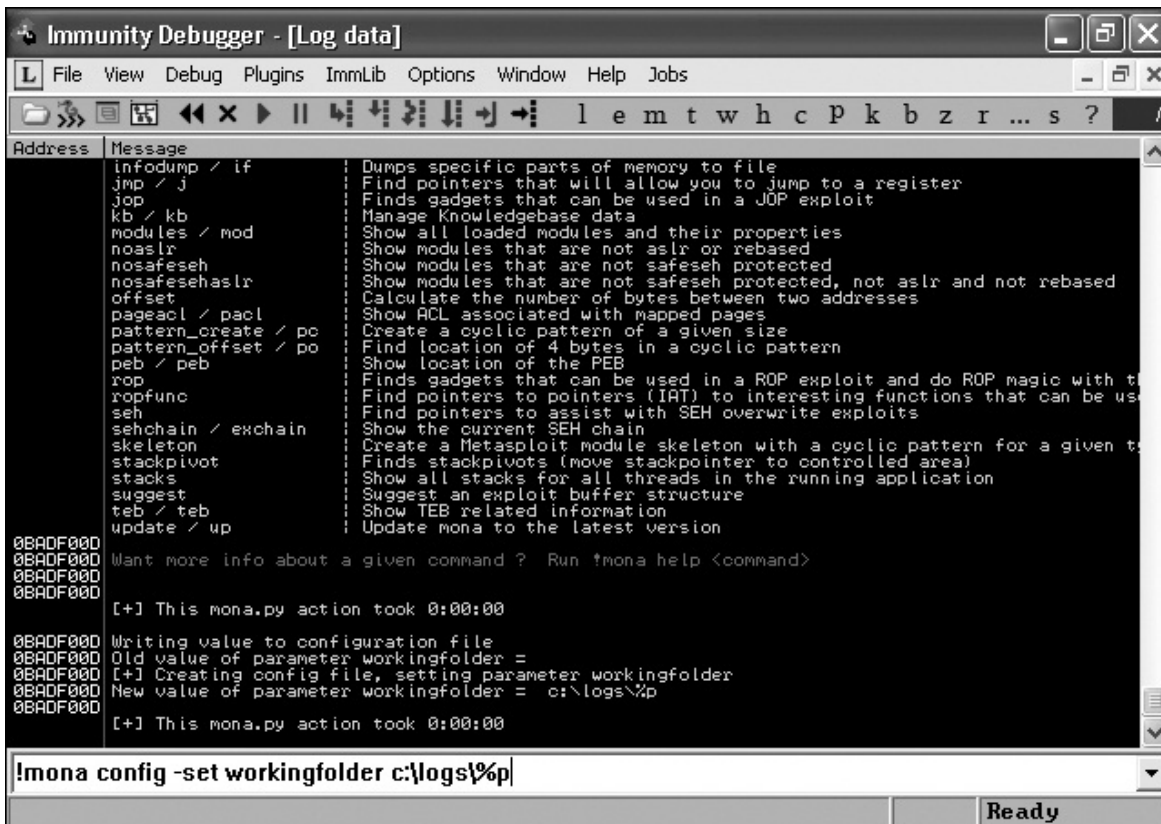 Immunity Debugger - [Log data]
L File View Debug Plugins ImmLib Options Window Help Jobs
l e m t w h c P k b z r ... s ?
Address Message
infodump / if | Dumps specific parts of memory to file
jmp / j | Find pointers that will allow you to jump to a register
jop | Finds gadgets that can be used in a JOP exploit
kb / kb | Manage Knowledgebase data
modules / mod | Show all loaded modules and their properties
noaslr | Show modules that are not aslr or rebased
nosafeseh | Show modules that are not safeseh protected
nosafesehaslr | Show modules that are not safeseh protected, not aslr and not rebased
offset | Calculate the number of bytes between two addresses
pageacl / pacl | Show ACL associated with mapped pages
pattern_create / pc | Create a cyclic pattern of a given size
pattern_offset / po | Find location of 4 bytes in a cyclic pattern
peb / peb | Show location of the PEB
rop | Finds gadgets that can be used in a ROP exploit and do ROP magic with
ropfunc | Find pointers to pointers (IAT) to interesting functions that can be
seh | Find pointers to assist with SEH overwrite exploits
sehchain / exchain | Show the current SEH chain
skeleton | Create a Metasploit module skeleton with a cyclic pattern for a given
stackpivot | Finds stackpivots (move stackpointer to controlled area)
stacks | Show all stacks for all threads in the running application
suggest | Suggest an exploit buffer structure
teb / teb | Show TEB related information
update / up | Update mona to the latest version
0BADF00D
0BADF00D Want more info about a given command ? Run !mona help <command>
0BADF00D
0BADF00D
[+] This mona.py action took 0:00:00
0BADF00D Writing value to configuration file
0BADF00D Old value of parameter workingfolder =
0BADF00D [+] Creating config file, setting parameter workingfolder
0BADF00D New value of parameter workingfolder = c:\logs\%p
0BADF00D
[+] This mona.py action took 0:00:00
!mona config -set workingfolder c:\logs\%p
Ready